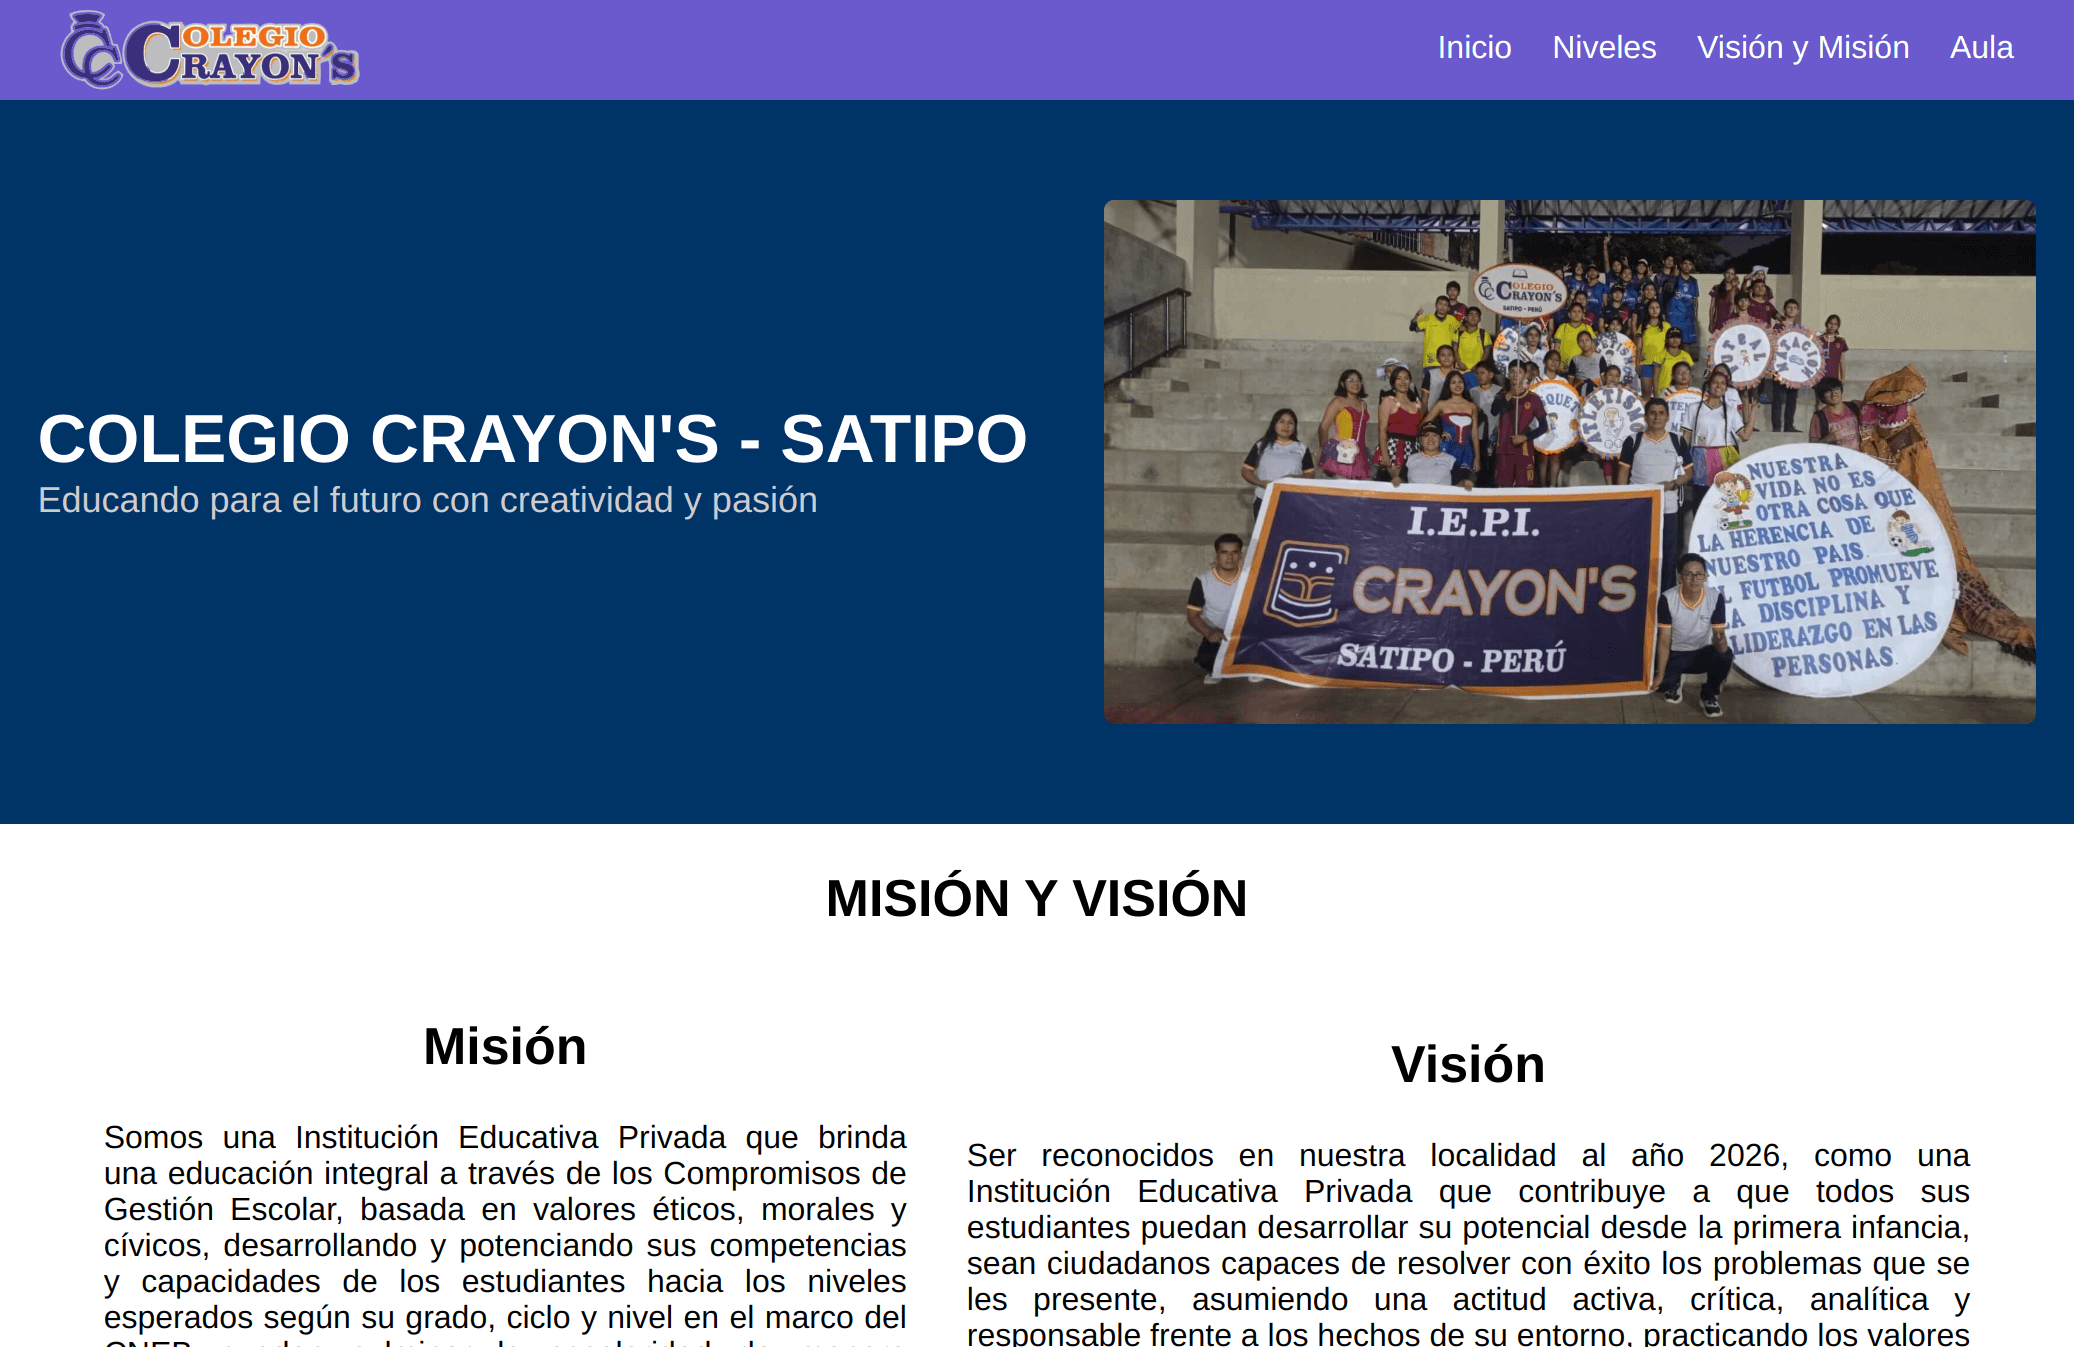 COLEGIO CRAYON´S
Inicio Niveles Visión y Misión Aula
COLEGIO CRAYON'S - SATIPO
Educando para el futuro con creatividad y pasión
COLEGIO
CRAYON´S
SATIPO - PERÚ
FUTSAL
NATACIÓN
ATLETISMO
I.E.P.I.
CRAYON'S
SATIPO - PERÚ
NUESTRA
VIDA NO ES
OTRA COSA QUE
LA HERENCIA DE
NUESTRO PAIS.
FUTBOL PROMUEVE
LA DISCIPLINA Y
LIDERAZGO EN LAS
PERSONAS.
MISIÓN Y VISIÓN
Misión
Somos una Institución Educativa Privada que brinda
una educación integral a través de los Compromisos de
Gestión Escolar, basada en valores éticos, morales y
cívicos, desarrollando y potenciando sus competencias
y capacidades de los estudiantes hacia los niveles
esperados según su grado, ciclo y nivel en el marco del
Visión
Ser reconocidos en nuestra localidad al año 2026, como una
Institución Educativa Privada que contribuye a que todos sus
estudiantes puedan desarrollar su potencial desde la primera infancia,
sean ciudadanos capaces de resolver con éxito los problemas que se
les presente, asumiendo una actitud activa, crítica, analítica y
responsable frente a los hechos de su entorno, practicando los valores